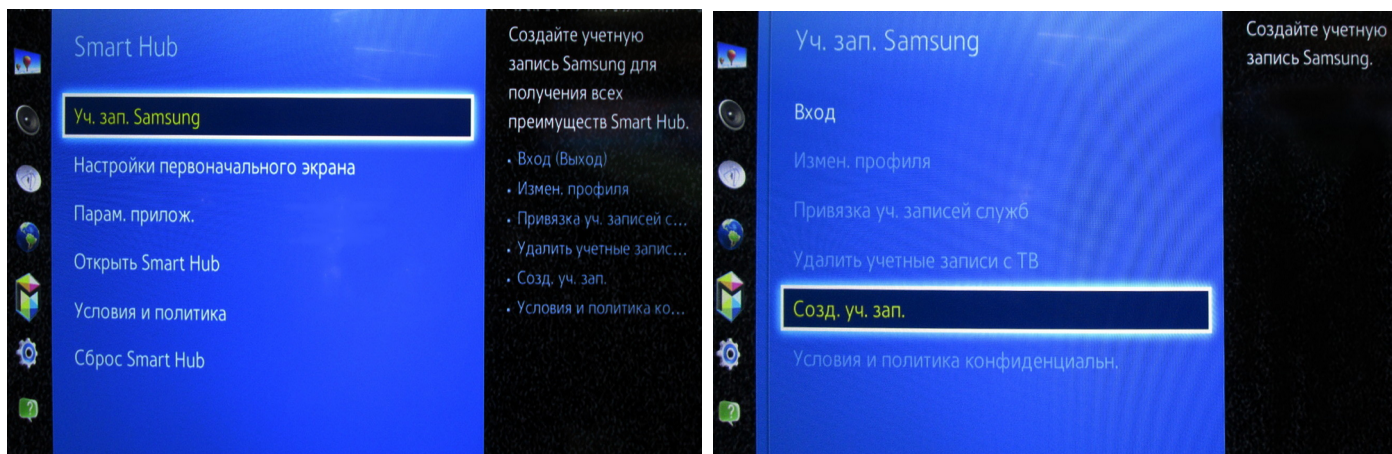 Smart Hub
Уч. зап. Samsung
Настройки первоначального экрана
Парам. прилож.
Открыть Smart Hub
Условия и политика
Сброс Smart Hub
Создайте учетную
запись Samsung для
получения всех
преимуществ Smart Hub.
• Вход (Выход)
• Измен. профиля
• Привязка уч. записей с...
• Удалить учетные запис...
• Созд. уч. зап.
• Условия и политика ко...
Уч. зап. Samsung
Вход
Измен. профиля
Привязка уч. записей служб
Удалить учетные записи с ТВ
Созд. уч. зап.
Условия и политика конфиденциальн.
Создайте учетную
запись Samsung.